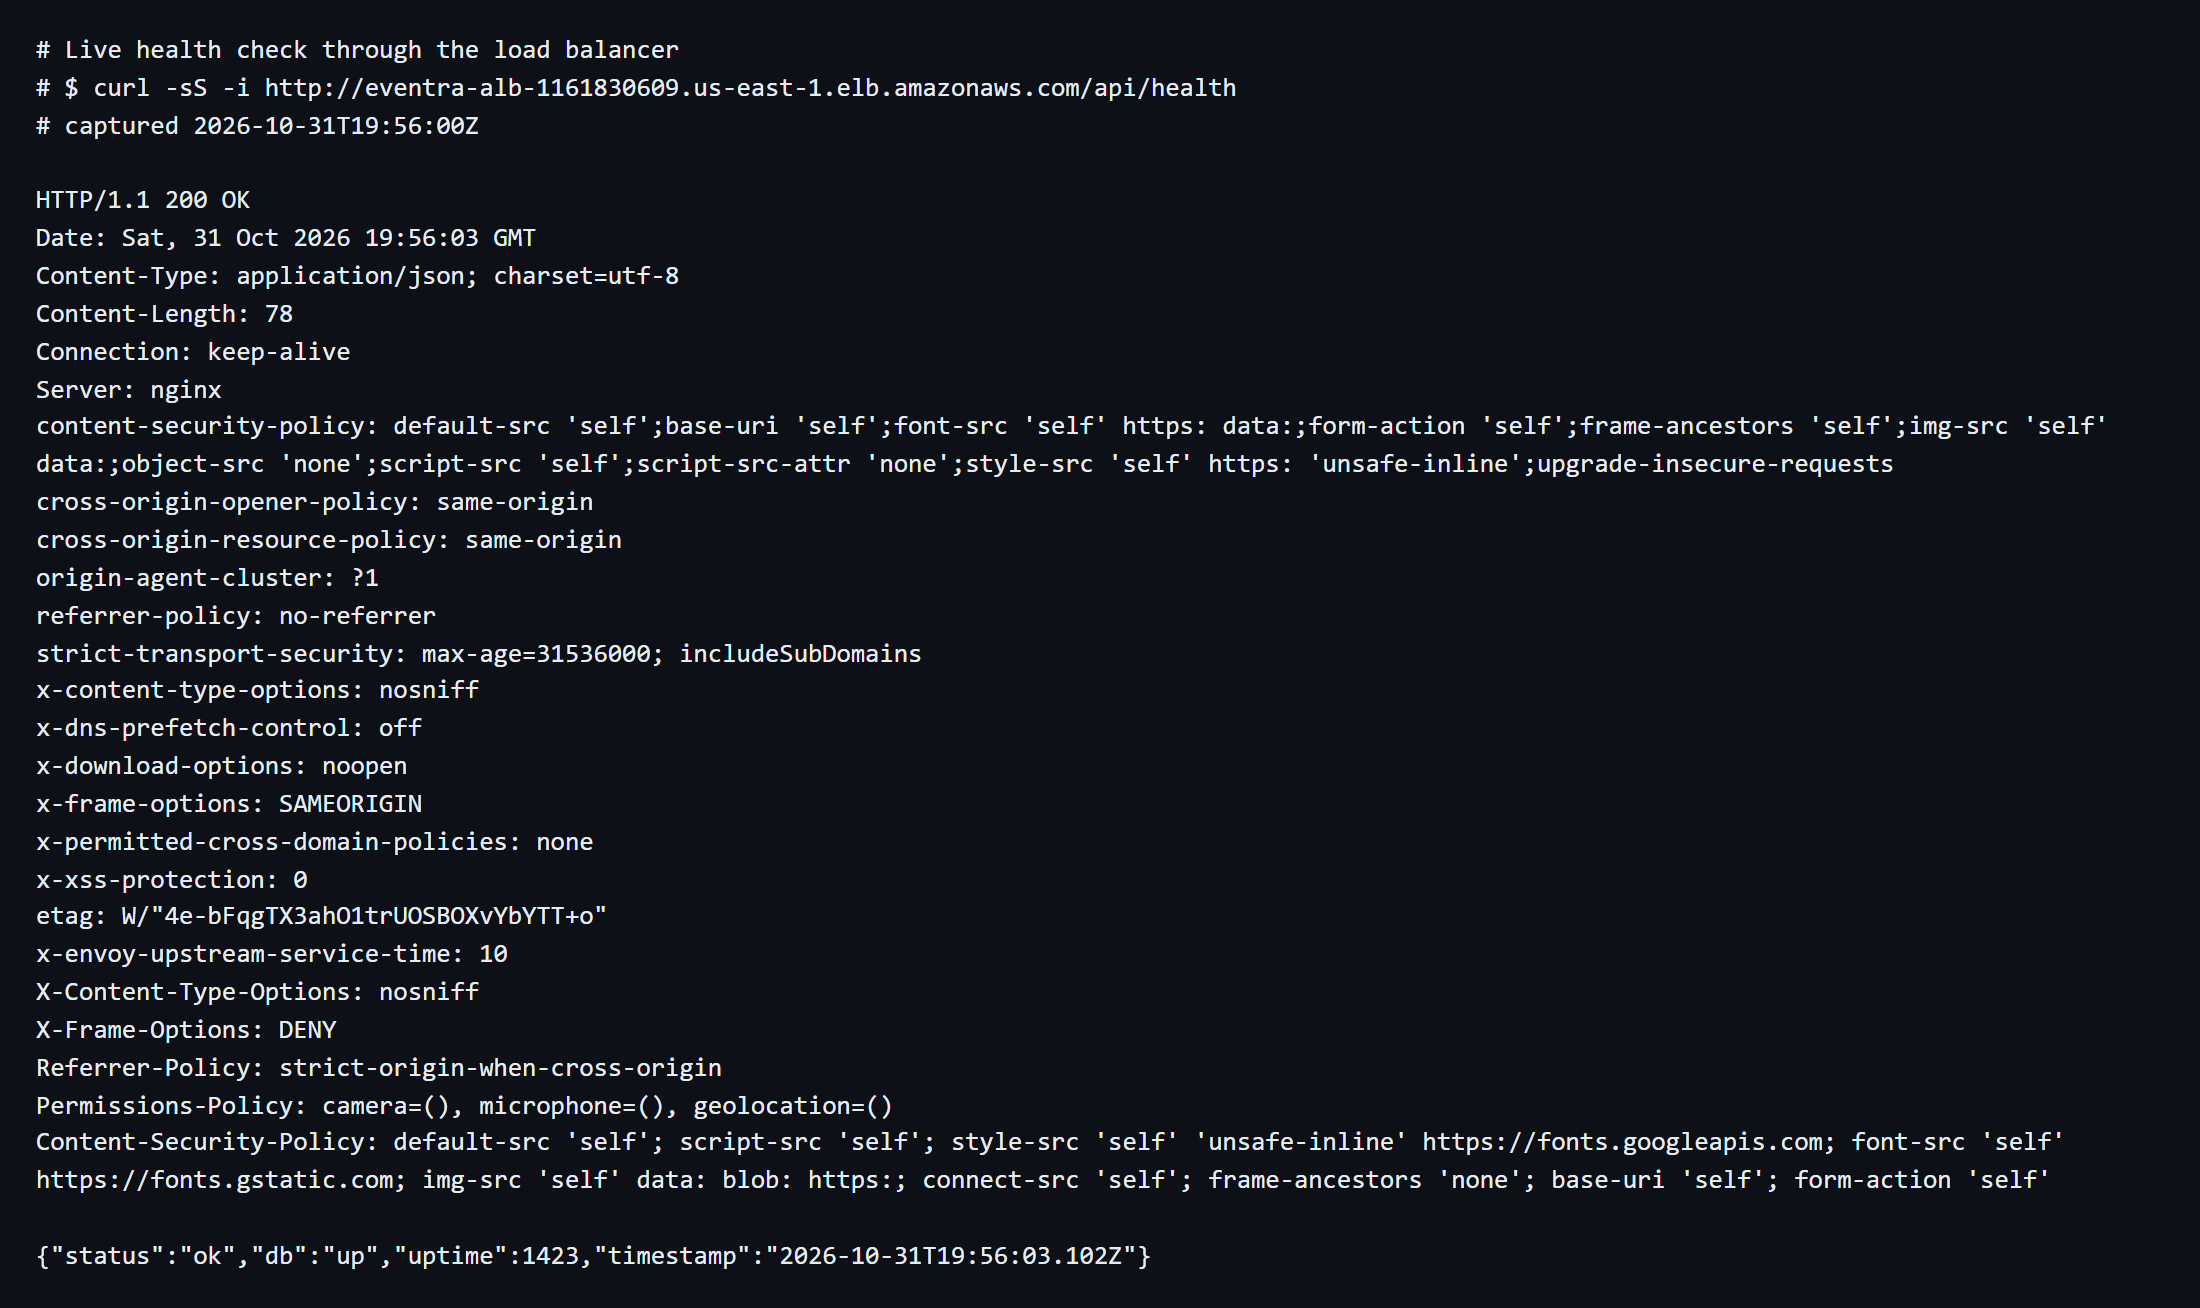 # Live health check through the load balancer
# $ curl -sS -i http://eventra-alb-1161830609.us-east-1.elb.amazonaws.com/api/health
# captured 2026-10-31T19:56:00Z

HTTP/1.1 200 OK
Date: Sat, 31 Oct 2026 19:56:03 GMT
Content-Type: application/json; charset=utf-8
Content-Length: 78
Connection: keep-alive
Server: nginx
content-security-policy: default-src 'self';base-uri 'self';font-src 'self' https: data:;form-action 'self';frame-ancestors 'self';img-src 'self'
data:;object-src 'none';script-src 'self';script-src-attr 'none';style-src 'self' https: 'unsafe-inline';upgrade-insecure-requests
cross-origin-opener-policy: same-origin
cross-origin-resource-policy: same-origin
origin-agent-cluster: ?1
referrer-policy: no-referrer
strict-transport-security: max-age=31536000; includeSubDomains
x-content-type-options: nosniff
x-dns-prefetch-control: off
x-download-options: noopen
x-frame-options: SAMEORIGIN
x-permitted-cross-domain-policies: none
x-xss-protection: 0
etag: W/"4e-bFqgTX3ahO1trUOSBOXvYbYTT+o"
x-envoy-upstream-service-time: 10
X-Content-Type-Options: nosniff
X-Frame-Options: DENY
Referrer-Policy: strict-origin-when-cross-origin
Permissions-Policy: camera=(), microphone=(), geolocation=()
Content-Security-Policy: default-src 'self'; script-src 'self'; style-src 'self' 'unsafe-inline' https://fonts.googleapis.com; font-src 'self'
https://fonts.gstatic.com; img-src 'self' data: blob: https:; connect-src 'self'; frame-ancestors 'none'; base-uri 'self'; form-action 'self'

{"status":"ok","db":"up","uptime":1423,"timestamp":"2026-10-31T19:56:03.102Z"}